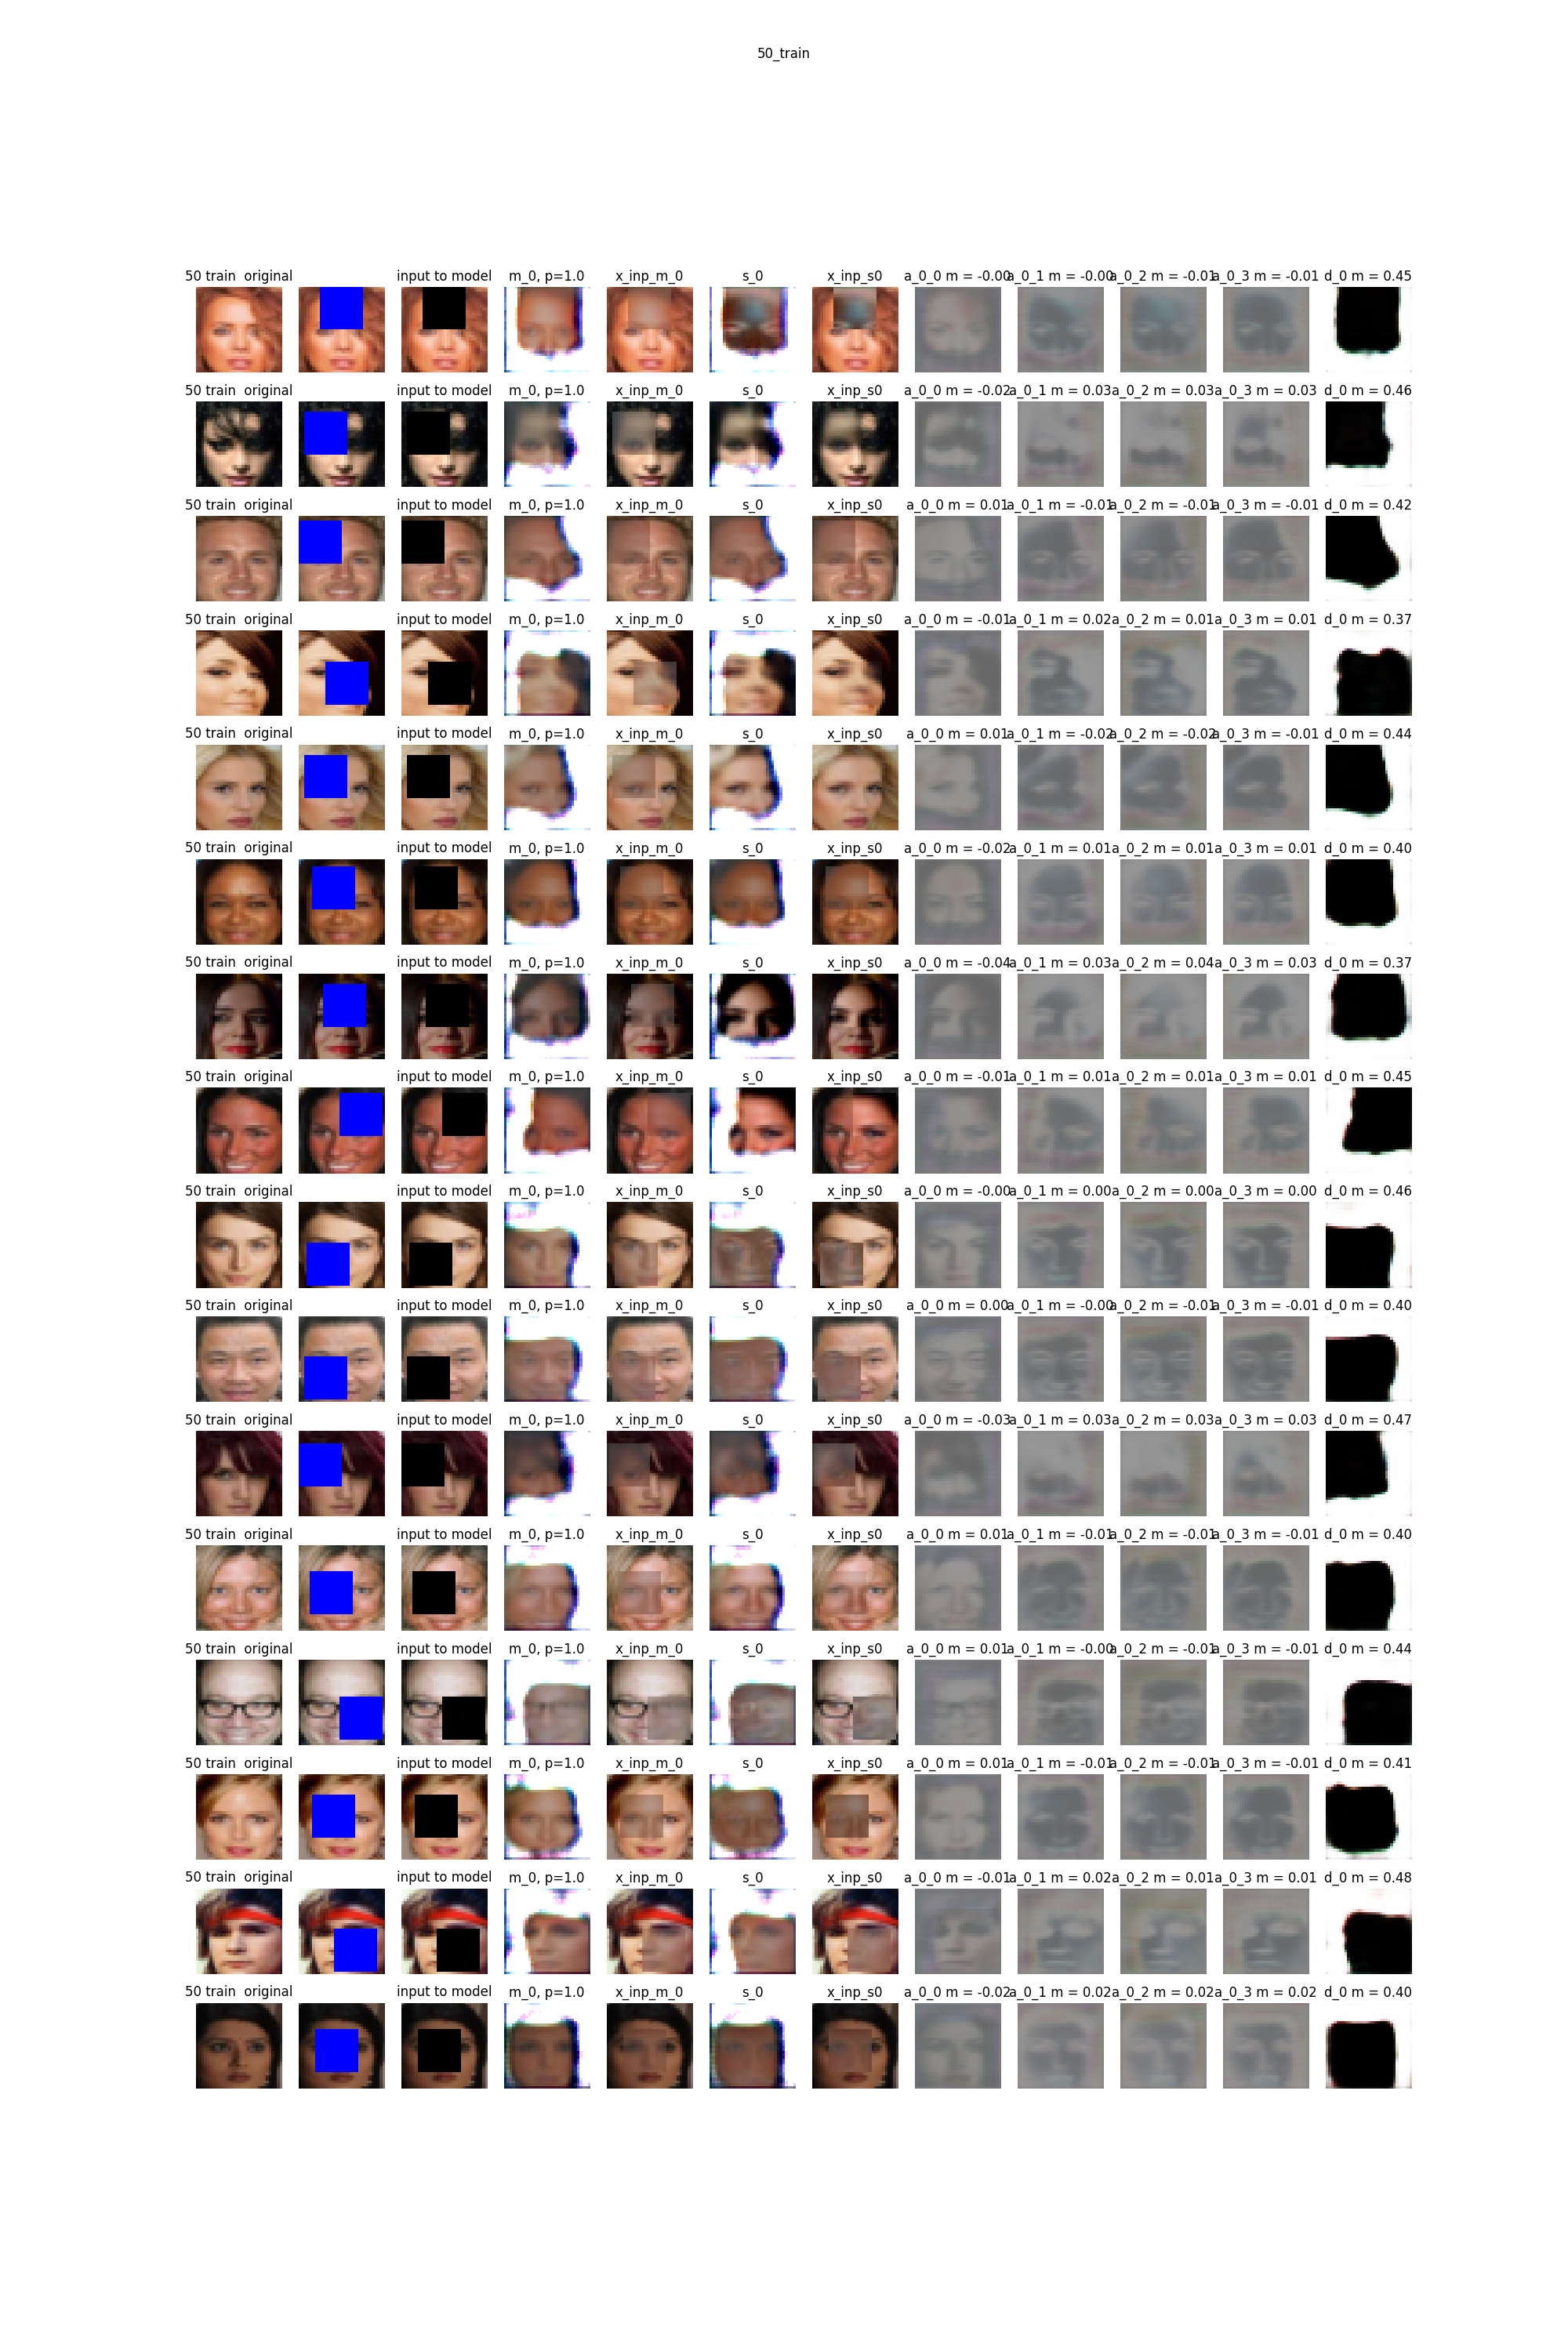 50_train
50 train original input to model m_0, p=1.0 x_inp_m_0 s_0 x_inp_s0 a_0_0 m = -0.00 a_0_1 m = -0.00 a_0_2 m = -0.01 a_0_3 m = -0.01 d_0 m = 0.45
50 train original input to model m_0, p=1.0 x_inp_m_0 s_0 x_inp_s0 a_0_0 m = -0.02 a_0_1 m = 0.03 a_0_2 m = 0.03 a_0_3 m = 0.03 d_0 m = 0.46
50 train original input to model m_0, p=1.0 x_inp_m_0 s_0 x_inp_s0 a_0_0 m = 0.01 a_0_1 m = -0.01 a_0_2 m = -0.01 a_0_3 m = -0.01 d_0 m = 0.42
50 train original input to model m_0, p=1.0 x_inp_m_0 s_0 x_inp_s0 a_0_0 m = -0.01 a_0_1 m = 0.02 a_0_2 m = 0.01 a_0_3 m = 0.01 d_0 m = 0.37
50 train original input to model m_0, p=1.0 x_inp_m_0 s_0 x_inp_s0 a_0_0 m = 0.01 a_0_1 m = -0.02 a_0_2 m = -0.02 a_0_3 m = -0.01 d_0 m = 0.44
50 train original input to model m_0, p=1.0 x_inp_m_0 s_0 x_inp_s0 a_0_0 m = -0.02 a_0_1 m = 0.01 a_0_2 m = 0.01 a_0_3 m = 0.01 d_0 m = 0.40
50 train original input to model m_0, p=1.0 x_inp_m_0 s_0 x_inp_s0 a_0_0 m = -0.04 a_0_1 m = 0.03 a_0_2 m = 0.04 a_0_3 m = 0.03 d_0 m = 0.37
50 train original input to model m_0, p=1.0 x_inp_m_0 s_0 x_inp_s0 a_0_0 m = -0.01 a_0_1 m = 0.01 a_0_2 m = 0.01 a_0_3 m = 0.01 d_0 m = 0.45
50 train original input to model m_0, p=1.0 x_inp_m_0 s_0 x_inp_s0 a_0_0 m = -0.00 a_0_1 m = 0.00 a_0_2 m = 0.00 a_0_3 m = 0.00 d_0 m = 0.46
50 train original input to model m_0, p=1.0 x_inp_m_0 s_0 x_inp_s0 a_0_0 m = 0.00 a_0_1 m = -0.00 a_0_2 m = -0.01 a_0_3 m = -0.01 d_0 m = 0.40
50 train original input to model m_0, p=1.0 x_inp_m_0 s_0 x_inp_s0 a_0_0 m = -0.03 a_0_1 m = 0.03 a_0_2 m = 0.03 a_0_3 m = 0.03 d_0 m = 0.47
50 train original input to model m_0, p=1.0 x_inp_m_0 s_0 x_inp_s0 a_0_0 m = 0.01 a_0_1 m = -0.01 a_0_2 m = -0.01 a_0_3 m = -0.01 d_0 m = 0.40
50 train original input to model m_0, p=1.0 x_inp_m_0 s_0 x_inp_s0 a_0_0 m = 0.01 a_0_1 m = -0.00 a_0_2 m = -0.01 a_0_3 m = -0.01 d_0 m = 0.44
50 train original input to model m_0, p=1.0 x_inp_m_0 s_0 x_inp_s0 a_0_0 m = 0.01 a_0_1 m = -0.01 a_0_2 m = -0.01 a_0_3 m = -0.01 d_0 m = 0.41
50 train original input to model m_0, p=1.0 x_inp_m_0 s_0 x_inp_s0 a_0_0 m = -0.01 a_0_1 m = 0.02 a_0_2 m = 0.01 a_0_3 m = 0.01 d_0 m = 0.48
50 train original input to model m_0, p=1.0 x_inp_m_0 s_0 x_inp_s0 a_0_0 m = -0.02 a_0_1 m = 0.02 a_0_2 m = 0.02 a_0_3 m = 0.02 d_0 m = 0.40